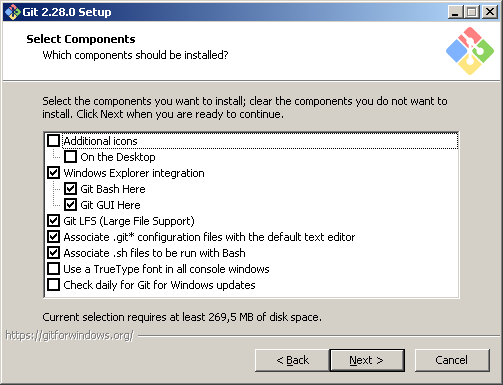 Git 2.28.0 Setup
Select Components
Which components should be installed?
Select the components you want to install; clear the components you do not want to
install. Click Next when you are ready to continue.
Additional icons
On the Desktop
Windows Explorer integration
Git Bash Here
Git GUI Here
Git LFS (Large File Support)
Associate .git* configuration files with the default text editor
Associate .sh files to be run with Bash
Use a TrueType font in all console windows
Check daily for Git for Windows updates
Current selection requires at least 269,5 MB of disk space.
https://gitforwindows.org/
< Back
Next >
Cancel